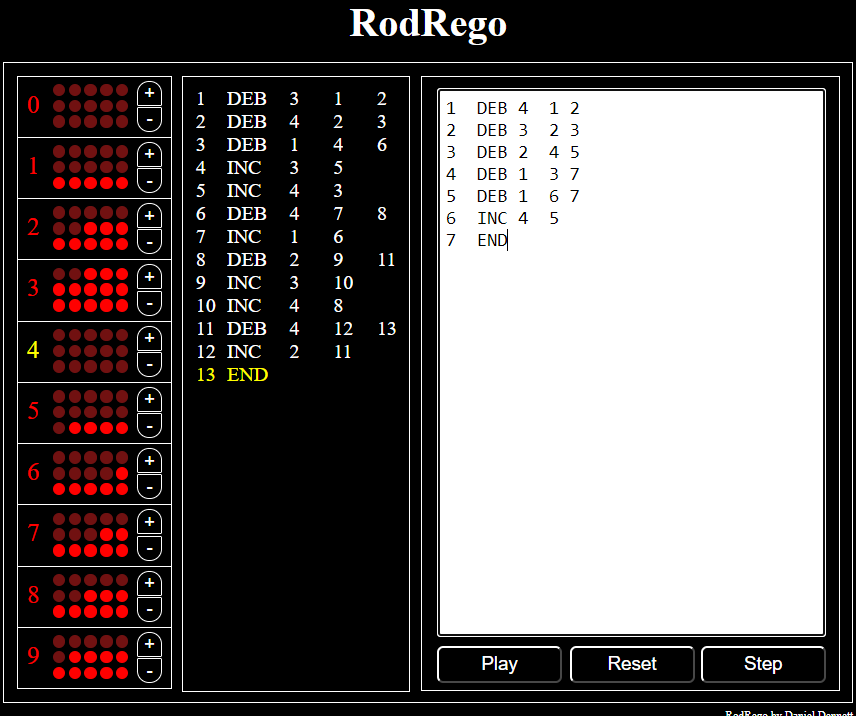 RodRego
0 + -
1 + -
2 + -
3 + -
4 + -
5 + -
6 + -
7 + -
8 + -
9 + -
1 DEB 3 1 2
2 DEB 4 2 3
3 DEB 1 4 6
4 INC 3 5
5 INC 4 3
6 DEB 4 7 8
7 INC 1 6
8 DEB 2 9 11
9 INC 3 10
10 INC 4 8
11 DEB 4 12 13
12 INC 2 11
13 END
1 DEB 4 1 2
2 DEB 3 2 3
3 DEB 2 4 5
4 DEB 1 3 7
5 DEB 1 6 7
6 INC 4 5
7 END
Play Reset Step
RodRego by Daniel Dennett